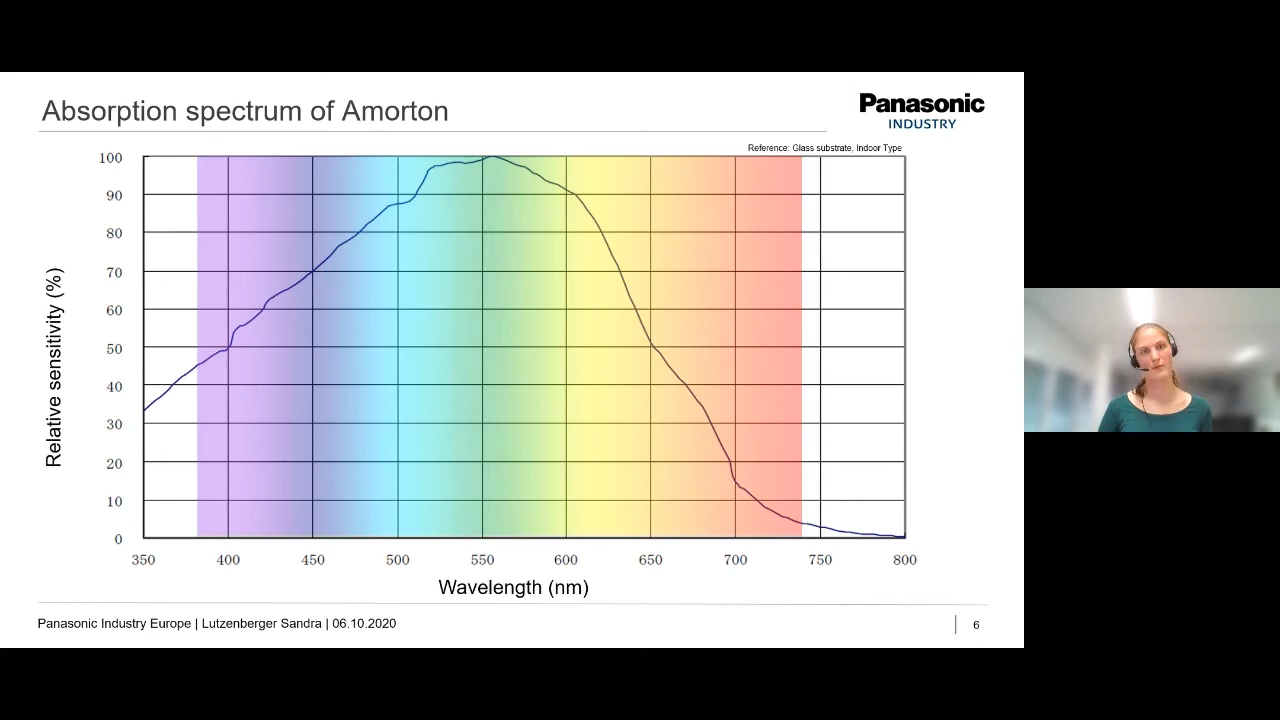 Absorption spectrum of Amorton
Panasonic
INDUSTRY
Reference: Glass substrate, Indoor Type
Relative sensitivity (%)
100
90
80
70
60
50
40
30
20
10
0
350 400 450 500 550 600 650 700 750 800
Wavelength (nm)
Panasonic Industry Europe | Lutzenberger Sandra | 06.10.2020
6